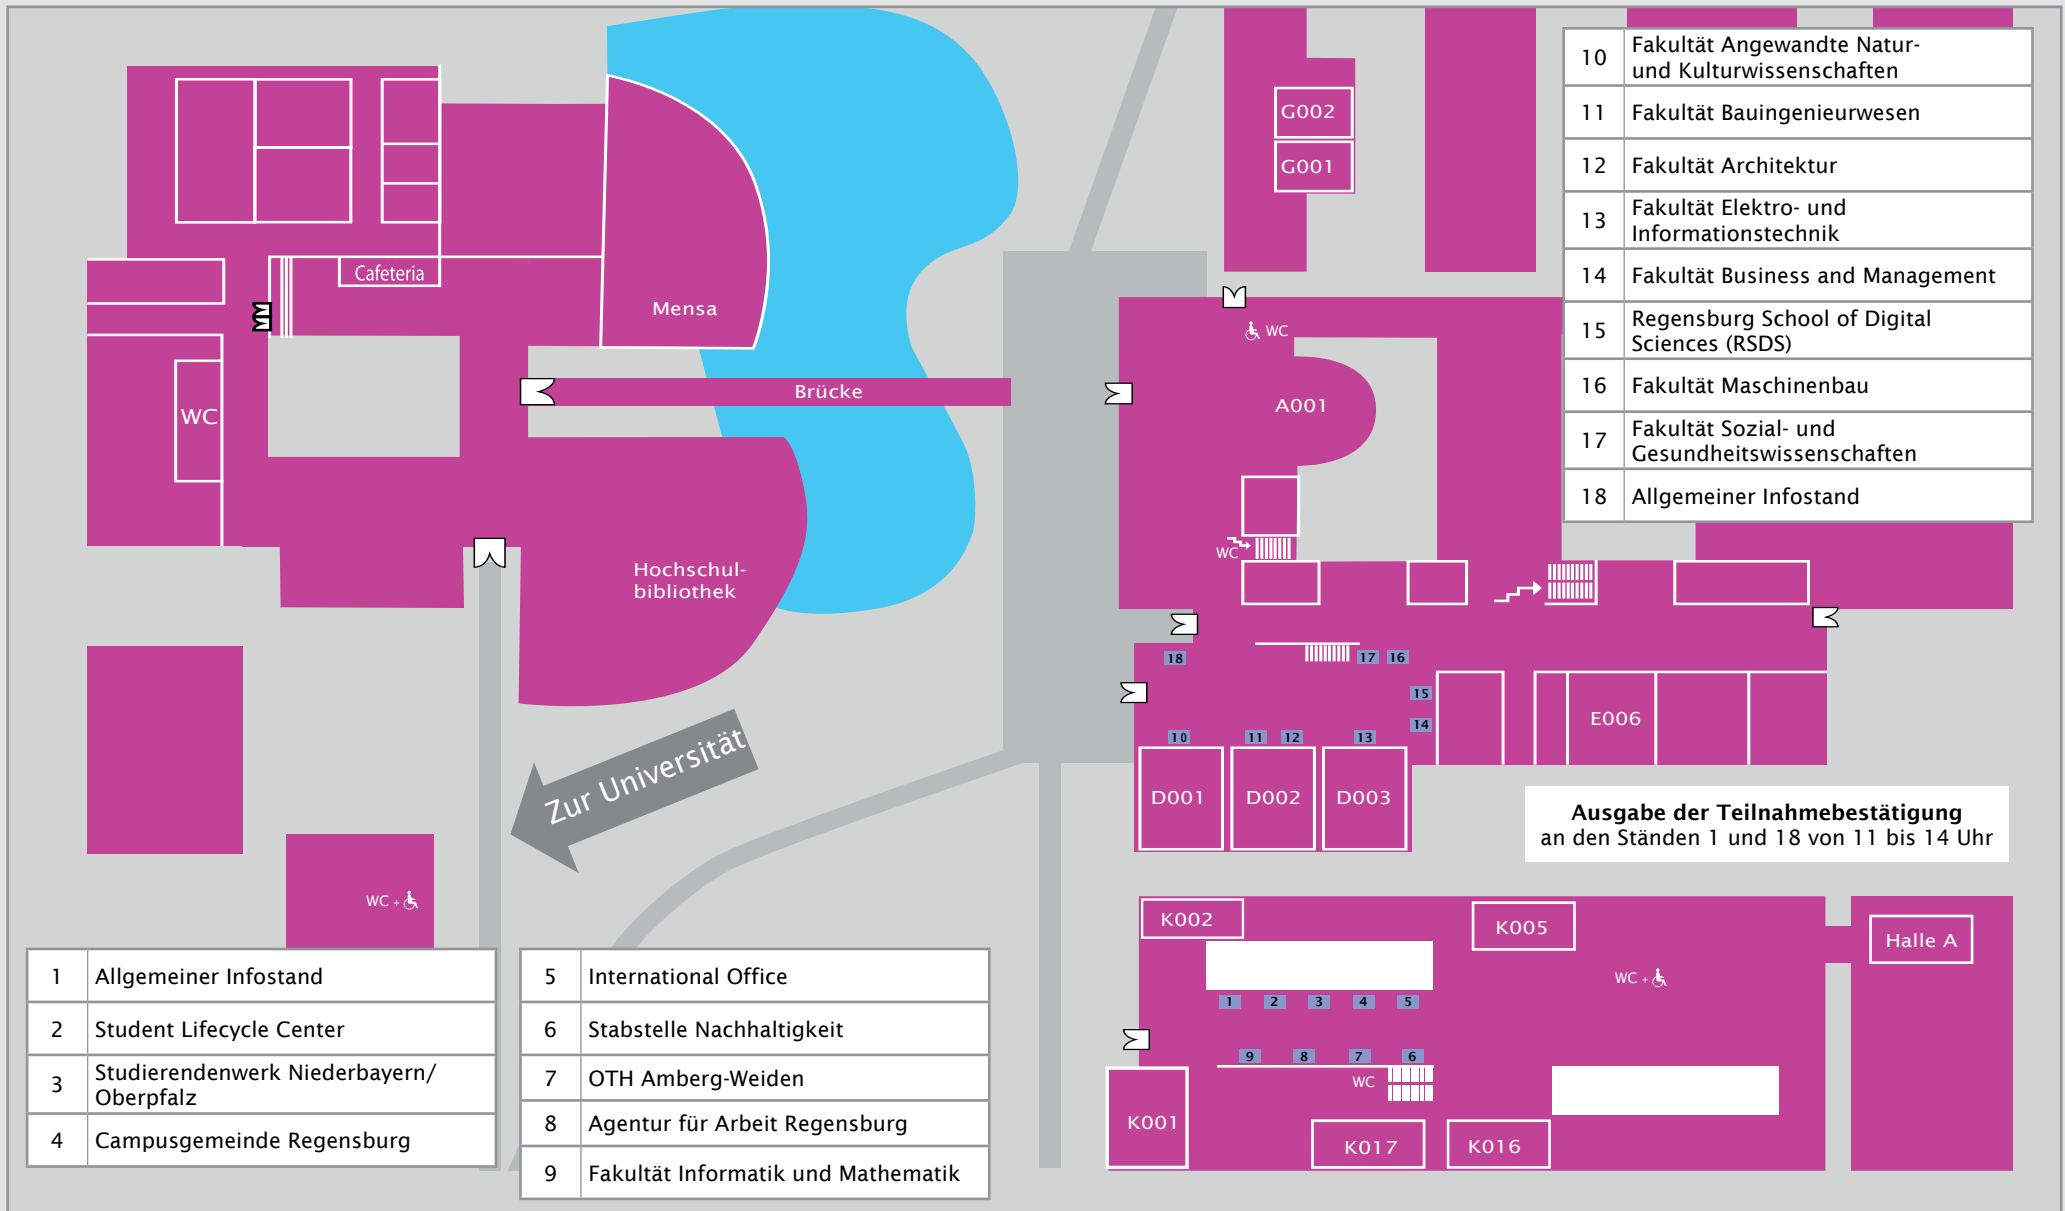 Cafeteria
Mensa
WC
Brücke
Hochschul-
bibliothek
Zur Universität
WC +
G002
G001
WC
A001
WC
10 Fakultät Angewandte Natur-
und Kulturwissenschaften
11 Fakultät Bauingenieurwesen
12 Fakultät Architektur
13 Fakultät Elektro- und
Informationstechnik
14 Fakultät Business and Management
15 Regensburg School of Digital
Sciences (RSDS)
16 Fakultät Maschinenbau
17 Fakultät Sozial- und
Gesundheitswissenschaften
18 Allgemeiner Infostand
18
17 16
15
14
10 11 12 13
E006
D001 D002 D003
Ausgabe der Teilnahmebestätigung
an den Ständen 1 und 18 von 11 bis 14 Uhr
K002
K005
Halle A
WC +
1 2 3 4 5
9 8 7 6
WC
K001
K017
K016
1 Allgemeiner Infostand
2 Student Lifecycle Center
3 Studierendenwerk Niederbayern/
Oberpfalz
4 Campusgemeinde Regensburg
5 International Office
6 Stabstelle Nachhaltigkeit
7 OTH Amberg-Weiden
8 Agentur für Arbeit Regensburg
9 Fakultät Informatik und Mathematik